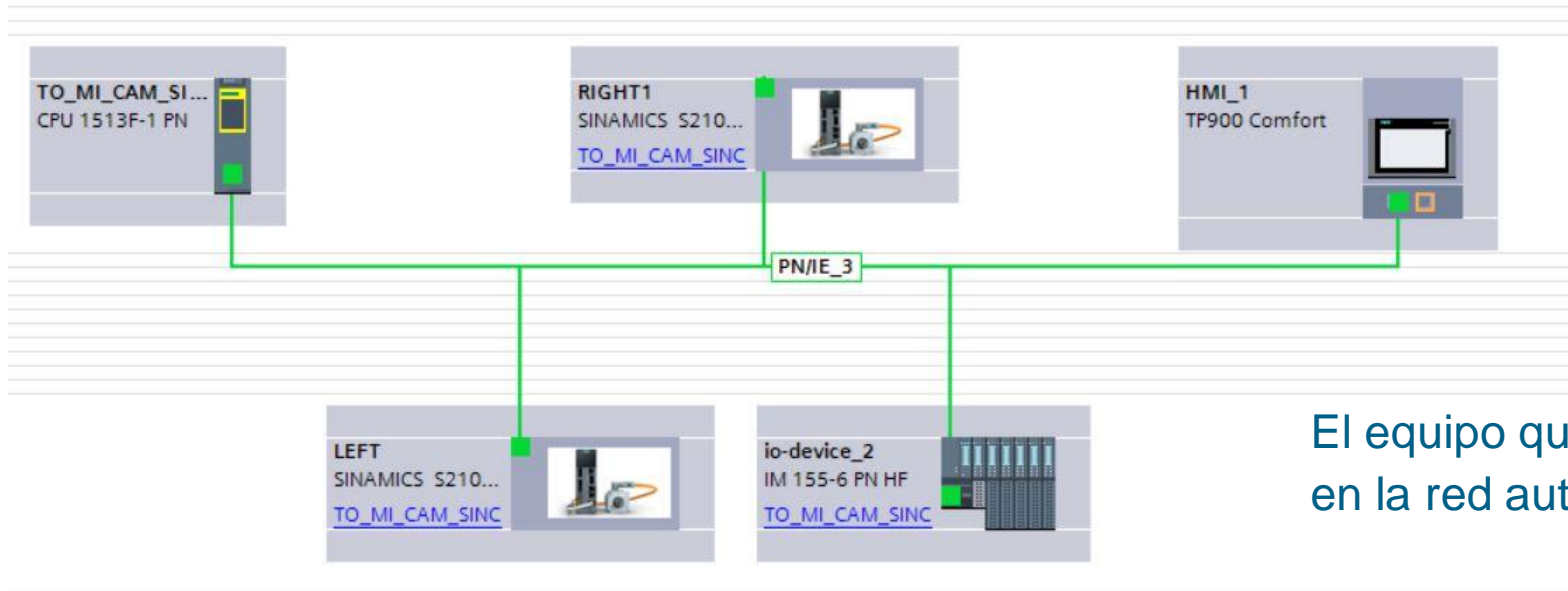 TO_MI_CAM_SI...
CPU 1513F-1 PN
RIGHT1
SINAMICS S210...
TO_MI_CAM_SINC
HMI_1
TP900 Comfort
PN/IE_3
LEFT
SINAMICS S210...
TO_MI_CAM_SINC
io-device_2
IM 155-6 PN HF
TO_MI_CAM_SINC
El equipo qu
en la red aut